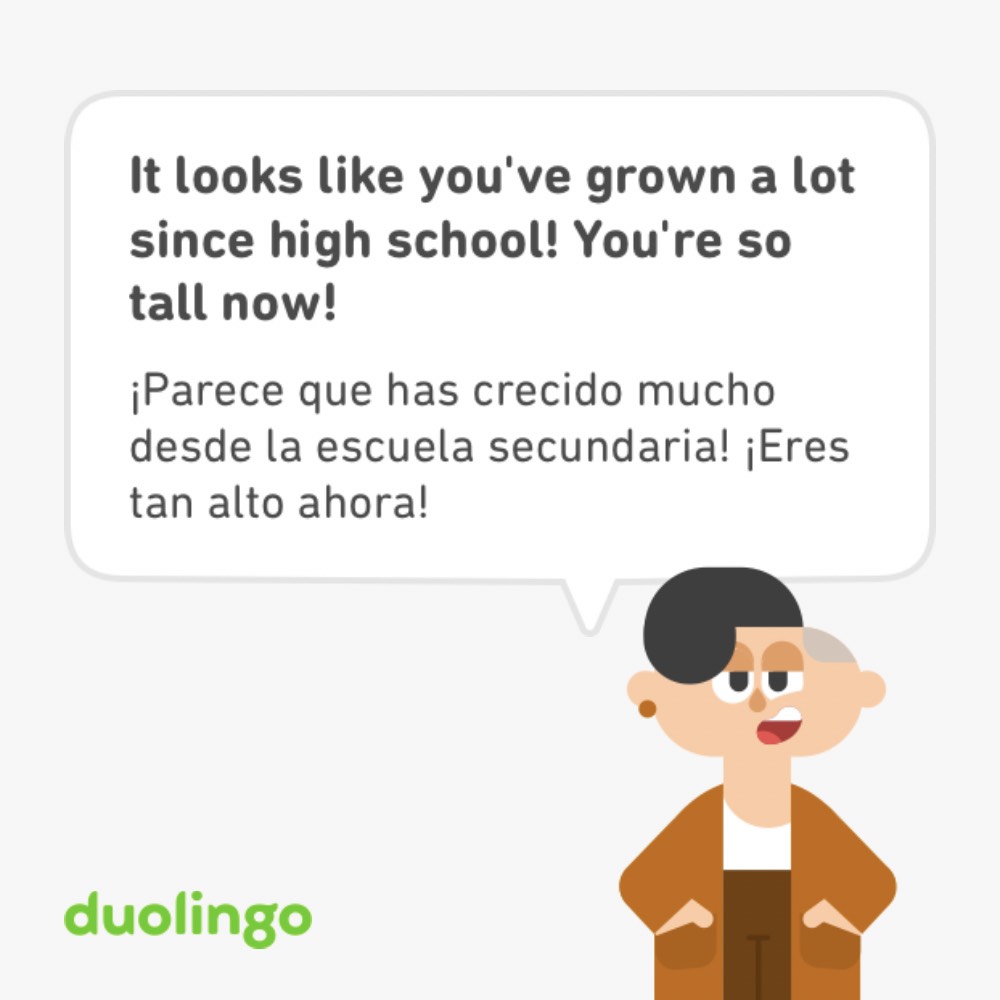 It looks like you've grown a lot
since high school! You're so
tall now!
¡Parece que has crecido mucho
desde la escuela secundaria! ¡Eres
tan alto ahora!
duolingo